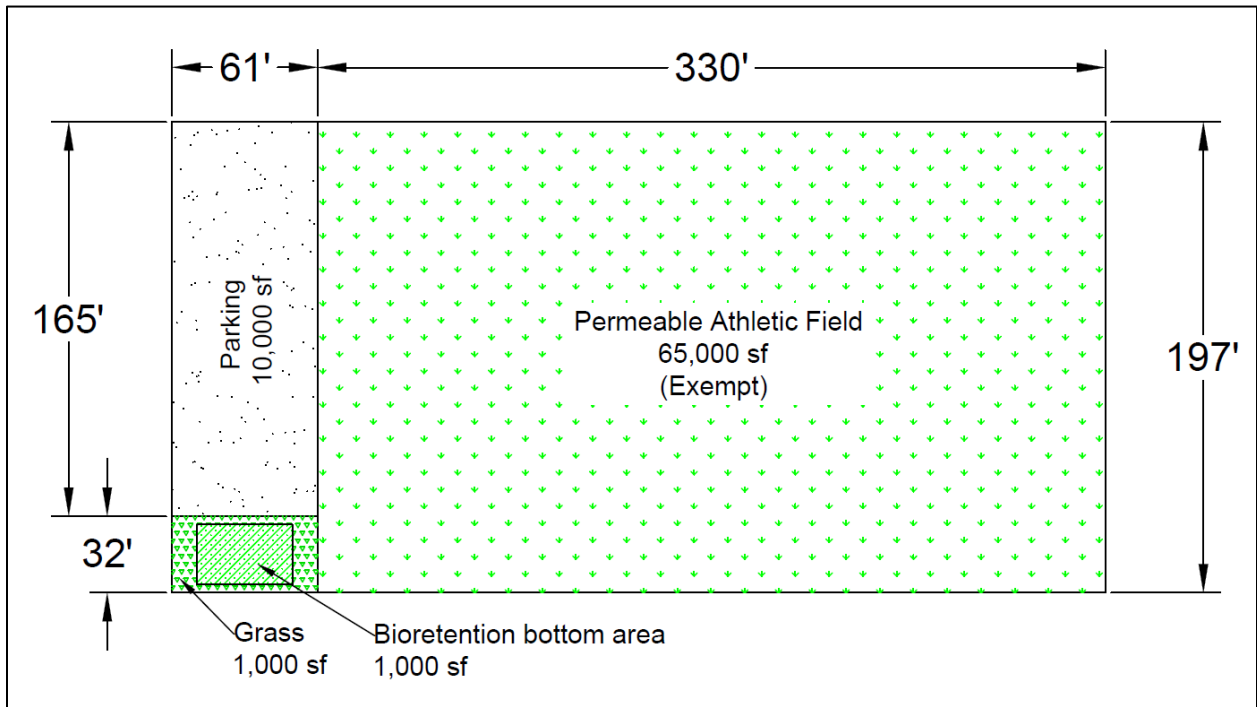 61'
330'
165'
Parking
10,000 sf
Permeable Athletic Field
65,000 sf
(Exempt)
197'
32'
Grass
1,000 sf
Bioretention bottom area
1,000 sf